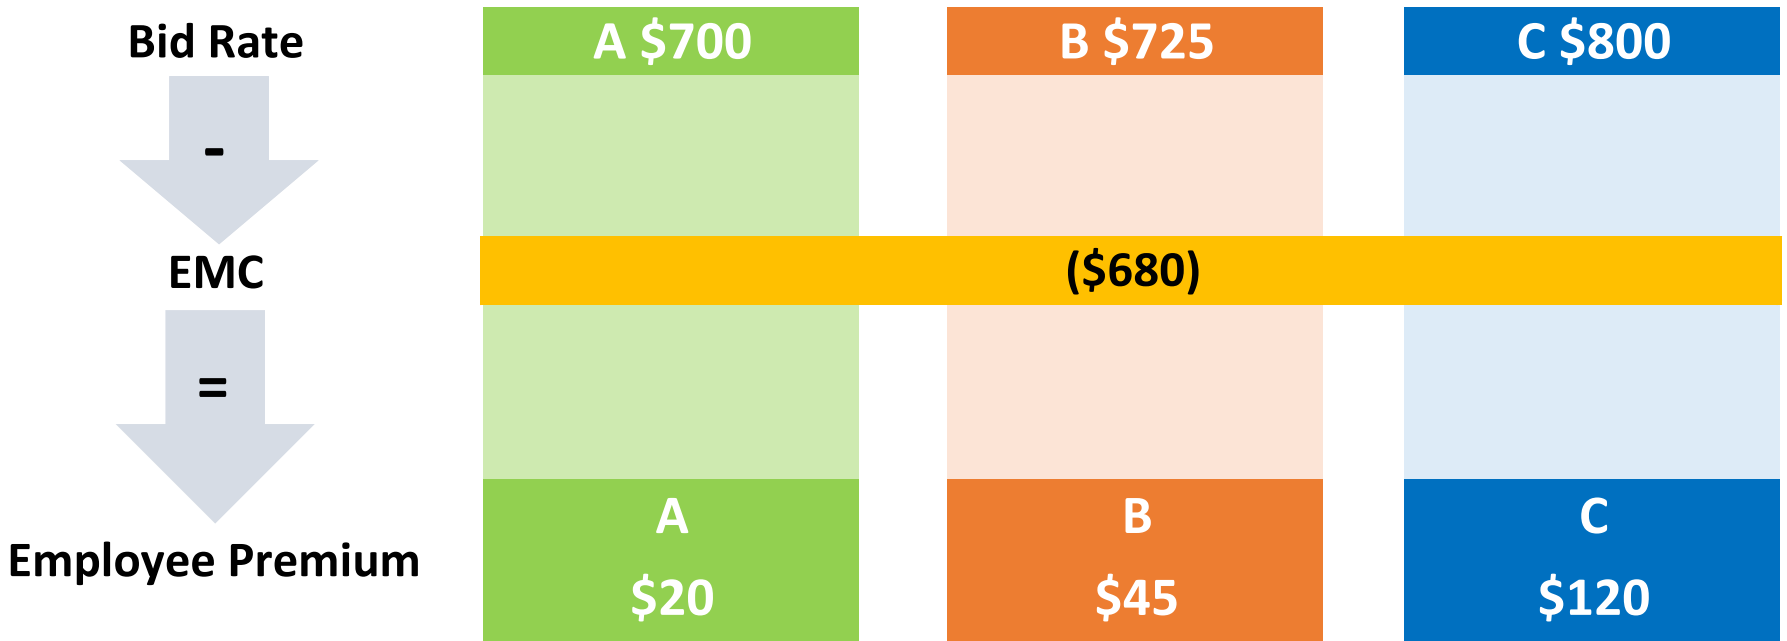 Bid Rate
A $700
B $725
C $800
-
EMC
($680)
=
Employee Premium
A
$20
B
$45
C
$120